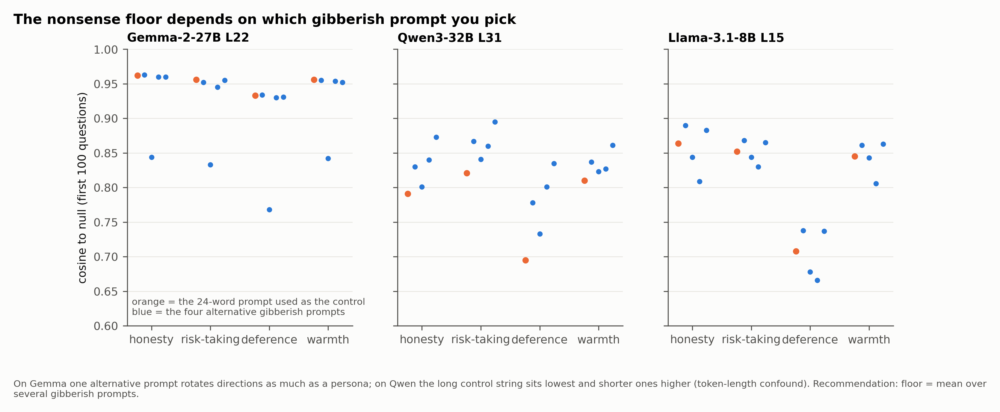 The nonsense floor depends on which gibberish prompt you pick
Gemma-2-27B L22
Qwen3-32B L31
Llama-3.1-8B L15
cosine to null (first 100 questions)
1.00
0.95
0.90
0.85
0.80
0.75
0.70
0.65
0.60
orange = the 24-word prompt used as the control
blue = the four alternative gibberish prompts
honesty risk-taking deference warmth
honesty risk-taking deference warmth
honesty risk-taking deference warmth
On Gemma one alternative prompt rotates directions as much as a persona; on Qwen the long control string sits lowest and shorter ones higher (token-length confound). Recommendation: floor = mean over
several gibberish prompts.